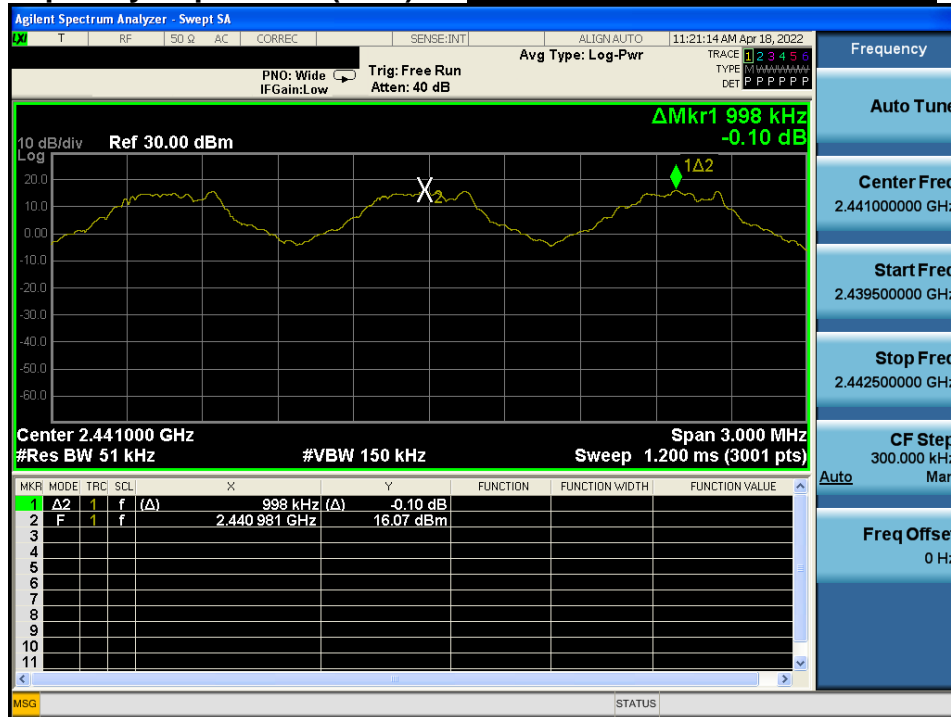 Agilent Spectrum Analyzer - Swept SA
LXI T RF 50 Ω AC CORREC SENSE:INT ALIGN AUTO 11:21:14 AM Apr 18, 2022
Avg Type: Log-Pwr TRACE 1 2 3 4 5 6
PNO: Wide Trig: Free Run TYPE M
IFGain:Low Atten: 40 dB DET P P P P P P
Frequency
Auto Tune
ΔMkr1 998 kHz
-0.10 dB
10 dB/div Ref 30.00 dBm
Log
1Δ2
2
20.0
10.0
0.00
-10.0
-20.0
-30.0
-40.0
-50.0
-60.0
Center 2.441000 GHz Span 3.000 MHz
#Res BW 51 kHz #VBW 150 kHz Sweep 1.200 ms (3001 pts)
Center Freq
2.441000000 GHz
Start Freq
2.439500000 GHz
Stop Freq
2.442500000 GHz
CF Step
300.000 kHz
Auto Man
Freq Offset
0 Hz
MKR MODE TRC SCL X Y FUNCTION FUNCTION WIDTH FUNCTION VALUE
1 Δ2 1 f (Δ) 998 kHz (Δ) -0.10 dB
2 F 1 f 2.440 981 GHz 16.07 dBm
3
4
5
6
7
8
9
10
11
MSG STATUS